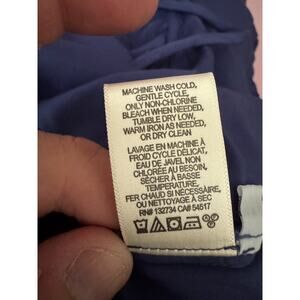 MACHINE WASH COLD,
GENTLE CYCLE,
ONLY NON-CHLORINE
BLEACH WHEN NEEDED,
TUMBLE DRY LOW,
WARM IRON AS NEEDED,
OR DRY CLEAN
LAVAGE EN MACHINE À
FROID CYCLE DÉLICAT,
EAU DE JAVEL NON
CHLORÉE AU BESOIN,
SÉCHER À BASSE
TEMPERATURE,
FER CHAUD SI NÉCESSAIRE,
OU NETTOYAGE À SEC
RN# 132734 CA# 54517